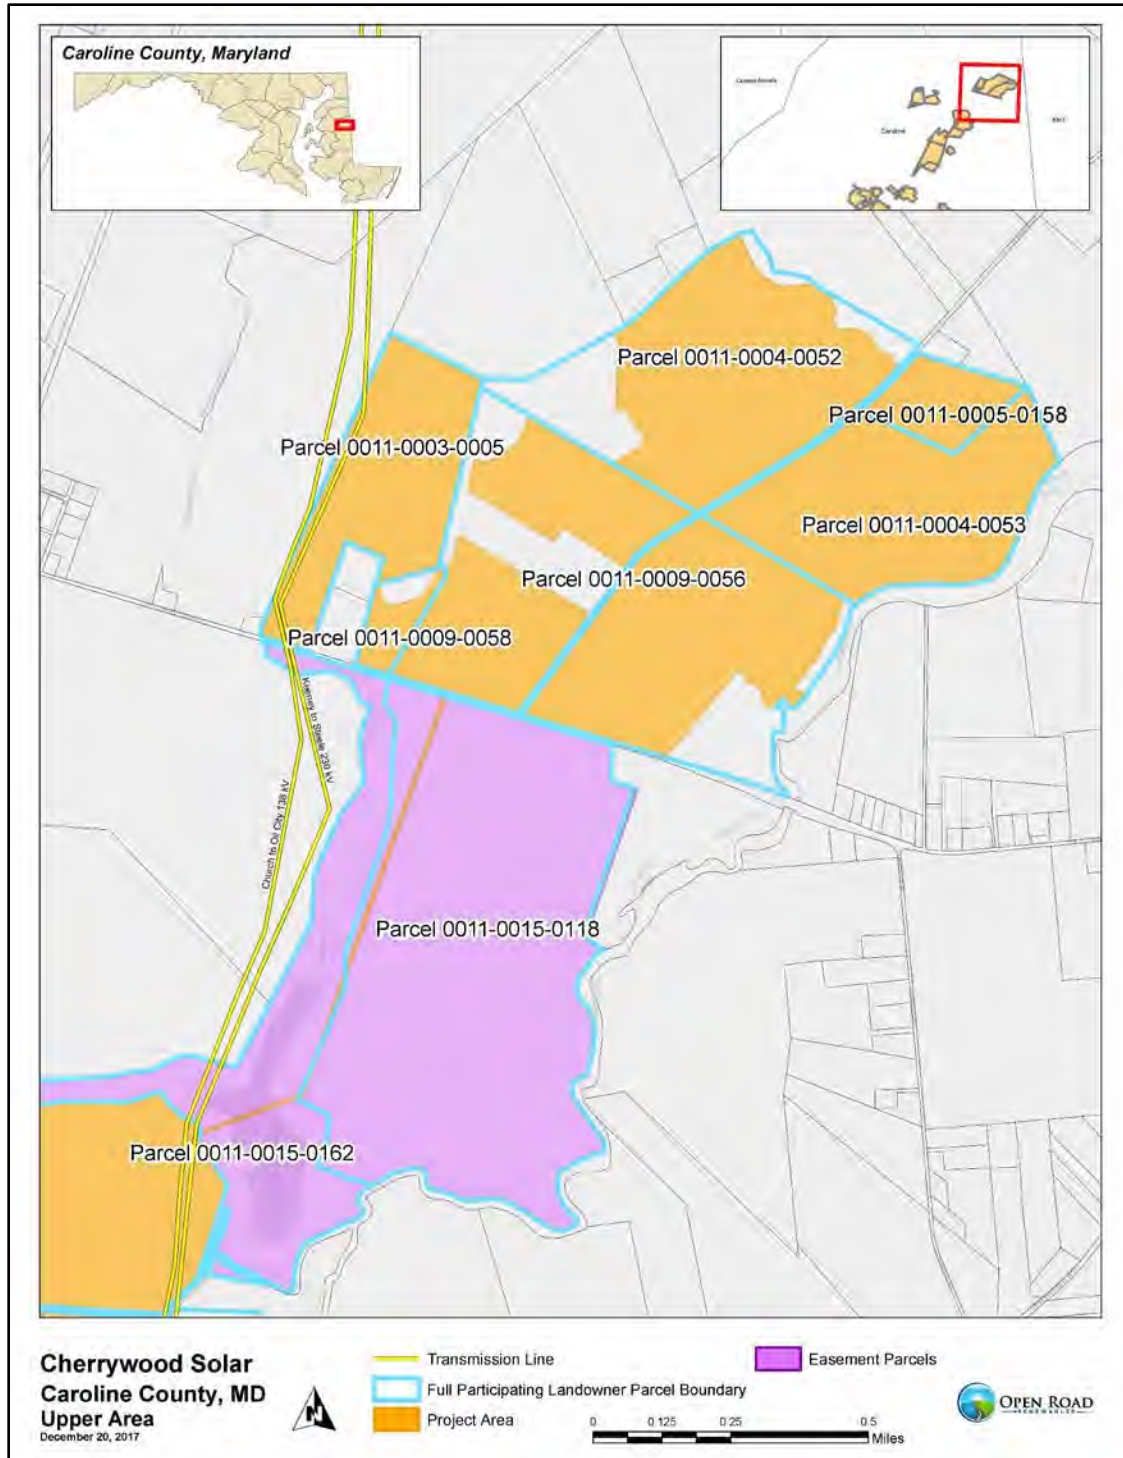 Caroline County, Maryland
Caroline
Parcel 0011-0004-0052
Parcel 0011-0005-0158
Parcel 0011-0003-0005
Parcel 0011-0004-0053
Parcel 0011-0009-0056
Parcel 0011-0009-0058
Keeney to Steele 230 kV
Church to Oil City 138 kV
Parcel 0011-0015-0118
Parcel 0011-0015-0162
Cherrywood Solar
Caroline County, MD
Upper Area
December 20, 2017
N
Transmission Line
Full Participating Landowner Parcel Boundary
Project Area
Easement Parcels
0 0.125 0.25 0.5
Miles
OPEN ROAD
RENEWABLES